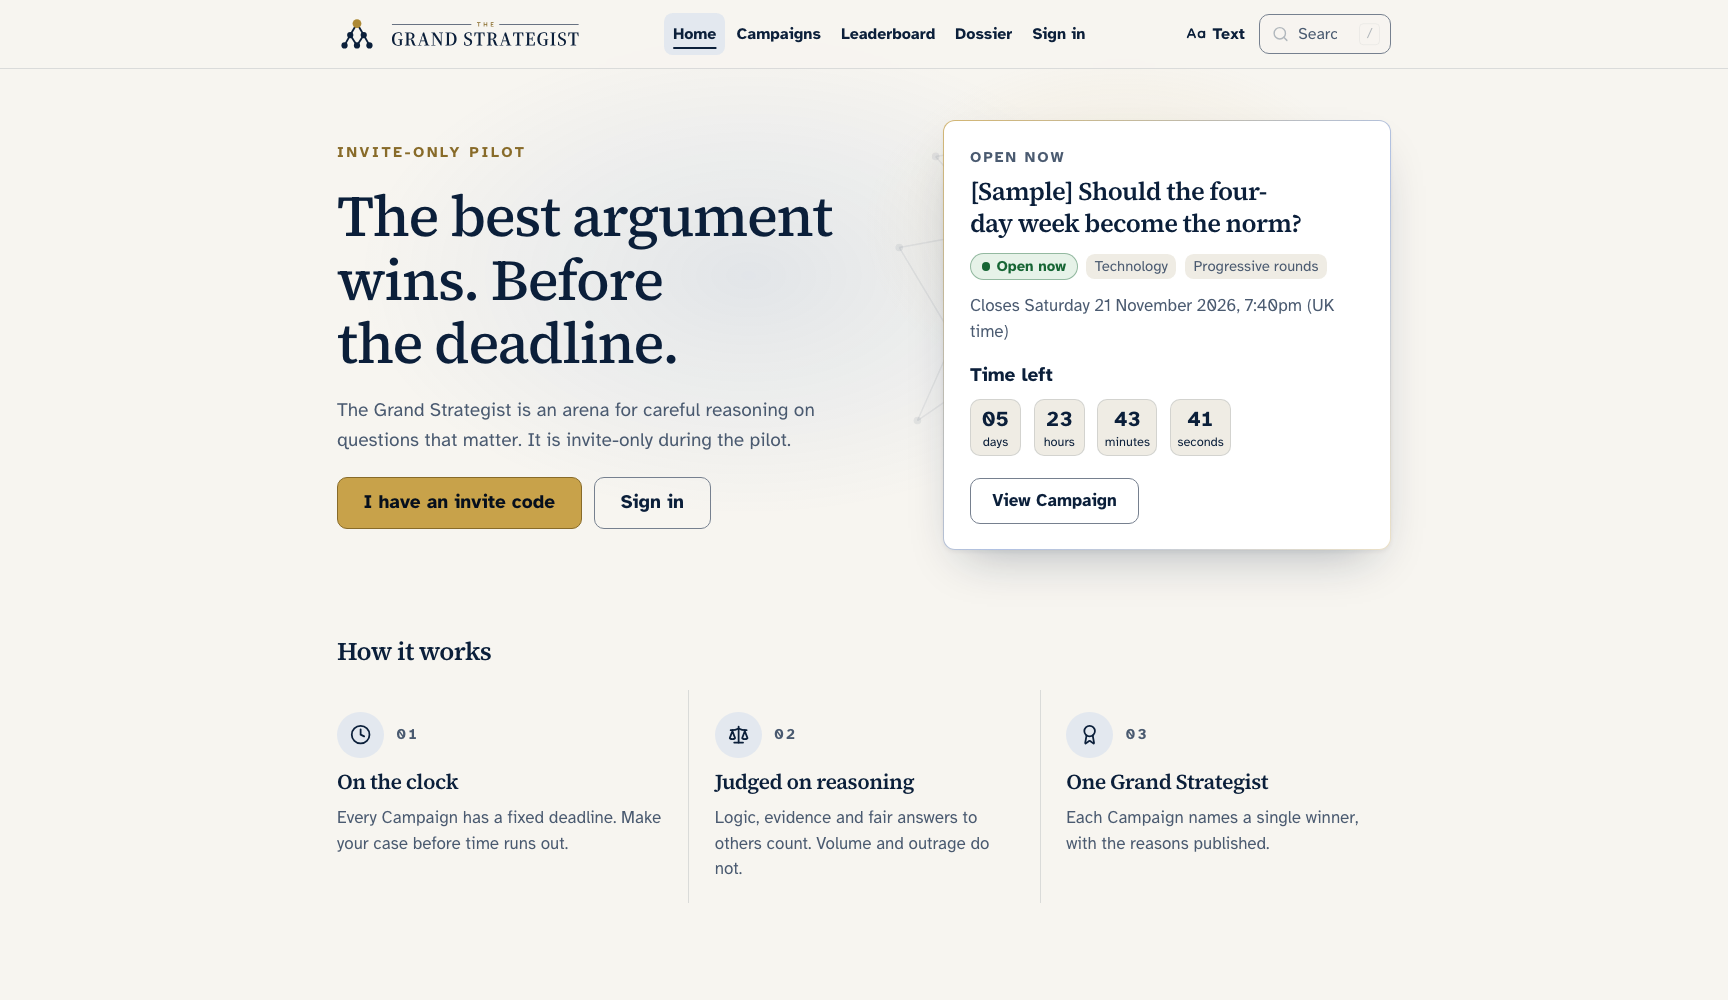 THE
GRAND STRATEGIST
Home
Campaigns
Leaderboard
Dossier
Sign in
Aa Text
Searc
/
INVITE-ONLY PILOT
The best argument
wins. Before
the deadline.
The Grand Strategist is an arena for careful reasoning on
questions that matter. It is invite-only during the pilot.
I have an invite code
Sign in
OPEN NOW
[Sample] Should the four-
day week become the norm?
Open now
Technology
Progressive rounds
Closes Saturday 21 November 2026, 7:40pm (UK
time)
Time left
05
days
23
hours
43
minutes
41
seconds
View Campaign
How it works
01
On the clock
Every Campaign has a fixed deadline. Make
your case before time runs out.
02
Judged on reasoning
Logic, evidence and fair answers to
others count. Volume and outrage do
not.
03
One Grand Strategist
Each Campaign names a single winner,
with the reasons published.